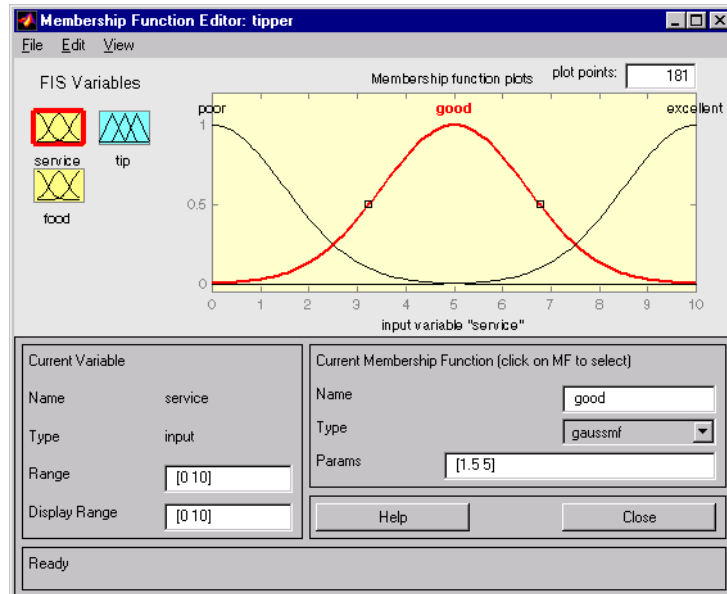 Membership Function Editor: tipper
File Edit View
FIS Variables
Membership function plots plot points: 181
service tip
food
poor good excellent
1
0.5
0
0 1 2 3 4 5 6 7 8 9 10
input variable "service"
Current Variable
Name service
Type input
Range [0 10]
Display Range [0 10]
Current Membership Function (click on MF to select)
Name good
Type gaussmf
Params [1.5 5]
Help Close
Ready